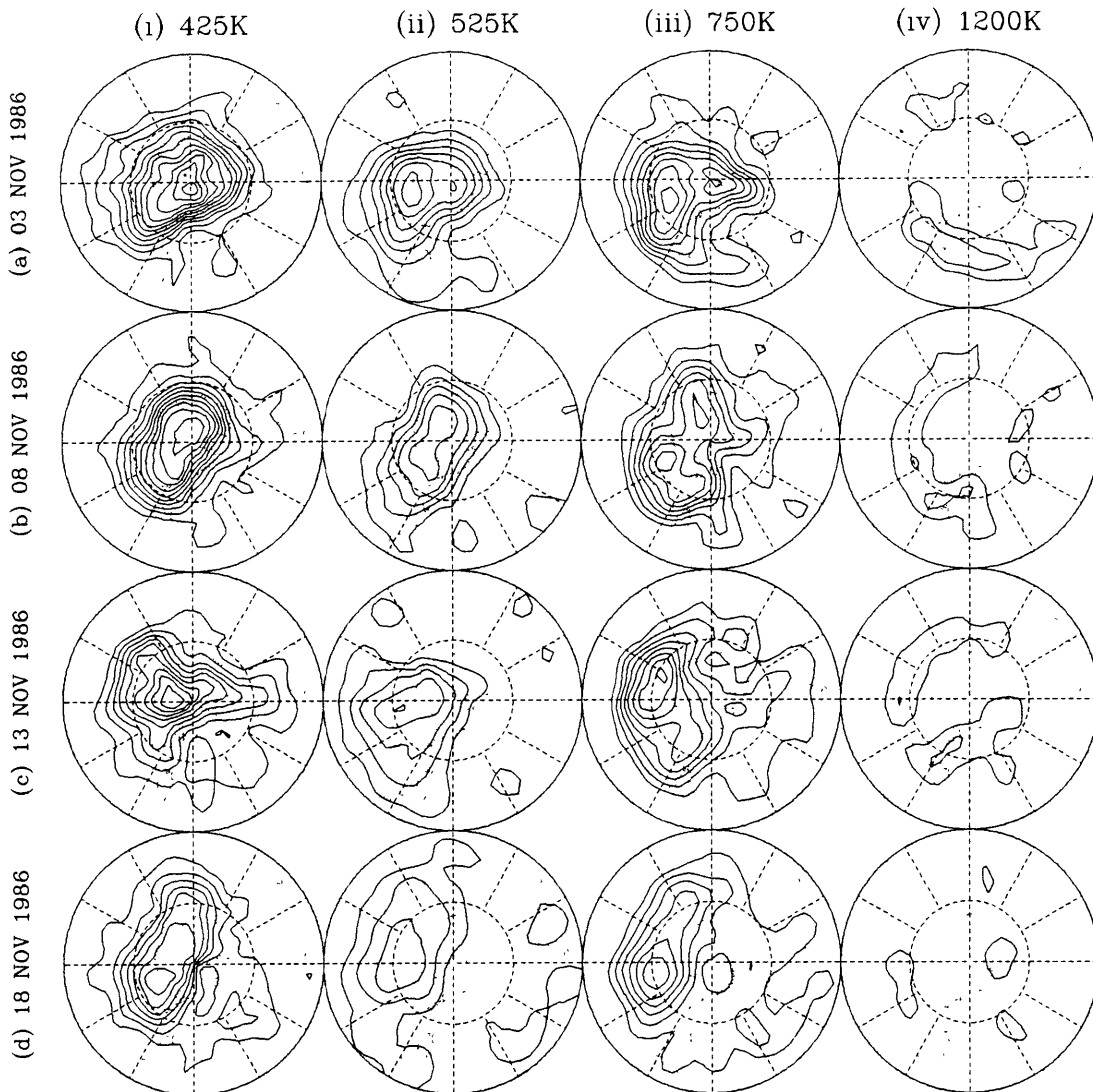 (i) 425K
(ii) 525K
(iii) 750K
(iv) 1200K
(a) 03 NOV 1986
(b) 08 NOV 1986
(c) 13 NOV 1986
(d) 18 NOV 1986